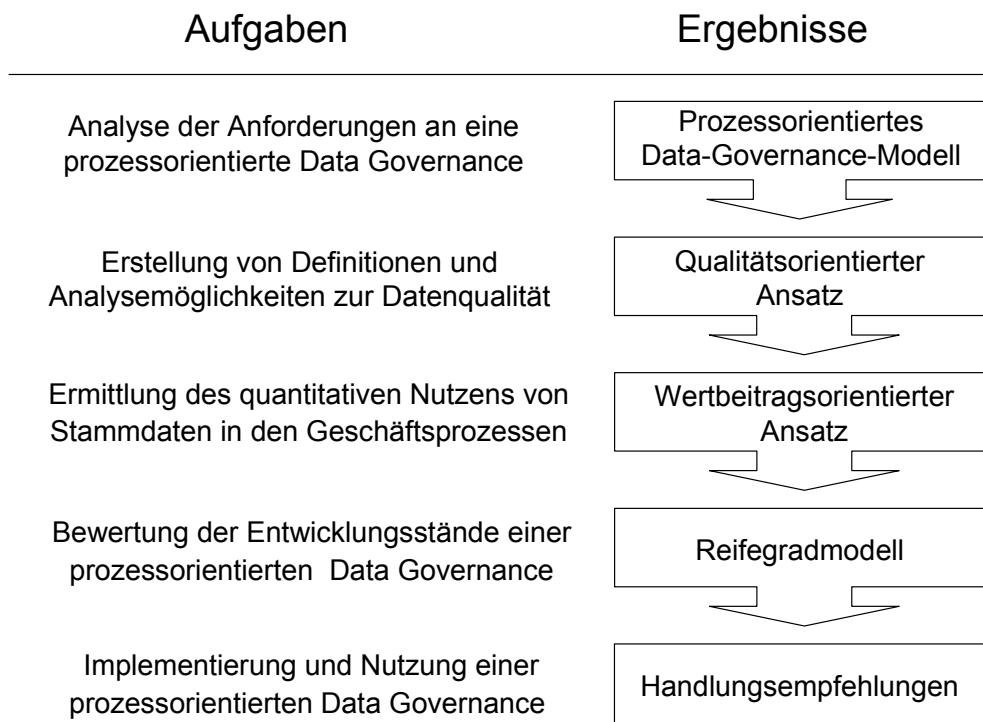 Aufgaben
Ergebnisse
Analyse der Anforderungen an eine
prozessorientierte Data Governance
Prozessorientiertes
Data-Governance-Modell
Erstellung von Definitionen und
Analysemöglichkeiten zur Datenqualität
Qualitätsorientierter
Ansatz
Ermittlung des quantitativen Nutzens von
Stammdaten in den Geschäftsprozessen
Wertbeitragsorientierter
Ansatz
Bewertung der Entwicklungsstände einer
prozessorientierten Data Governance
Reifegradmodell
Implementierung und Nutzung einer
prozessorientierten Data Governance
Handlungsempfehlungen